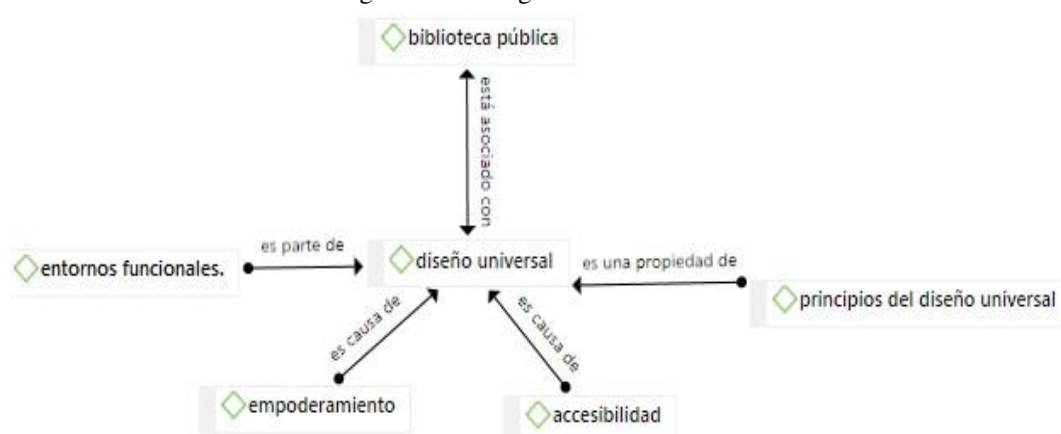 biblioteca pública
está asociado con
es parte de
entornos funcionales.
diseño universal
es una propiedad de
principios del diseño universal
es causa de
es causa de
empoderamiento
accesibilidad